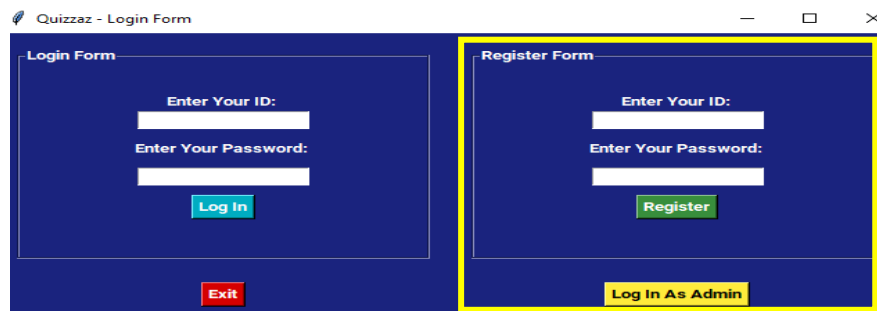 Quizzaz - Login Form
Login Form
Enter Your ID:
Enter Your Password:
Log In
Exit
Register Form
Enter Your ID:
Enter Your Password:
Register
Log In As Admin